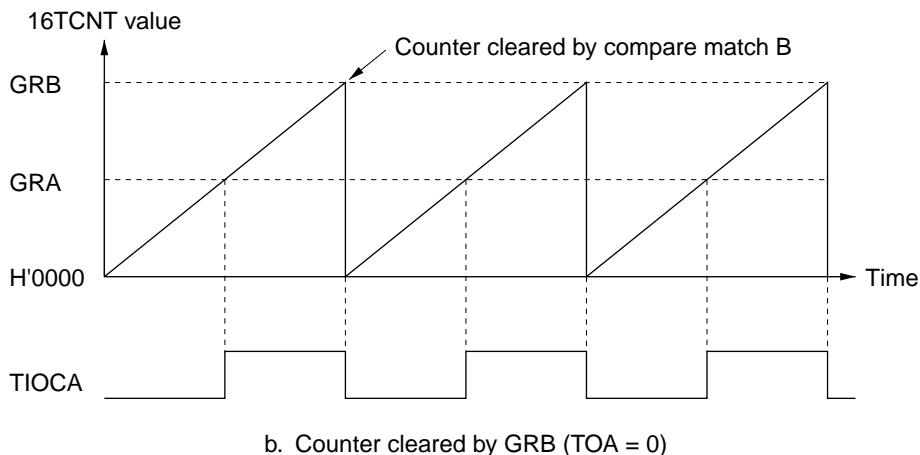 16TCNT value
Counter cleared by compare match B
GRB
GRA
H'0000
Time
TIOCA
b. Counter cleared by GRB (TOA = 0)